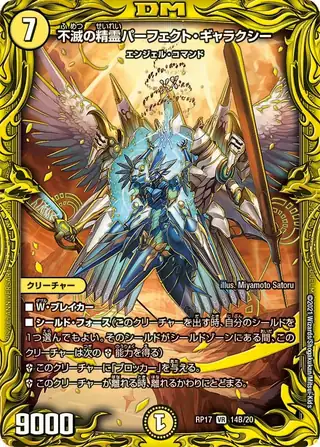 DM
7
ふめつ せいれい
不滅の精霊パーフェクト・ギャラクシー
エンジェル・コマンド
illus. Miyamoto Satoru
クリーチャー
■W・ブレイカー
■シールド・フォース(このクリーチャーを出す時、自分のシールドを
1つ選んでもよい。そのシールドがシールドゾーンにある間、この
クリーチャーは次の 能力を得る)
このクリーチャーに「ブロッカー」を与える。
このクリーチャーが離れる時、離れるかわりにとどまる。
9000
RP17 VR 14B/20